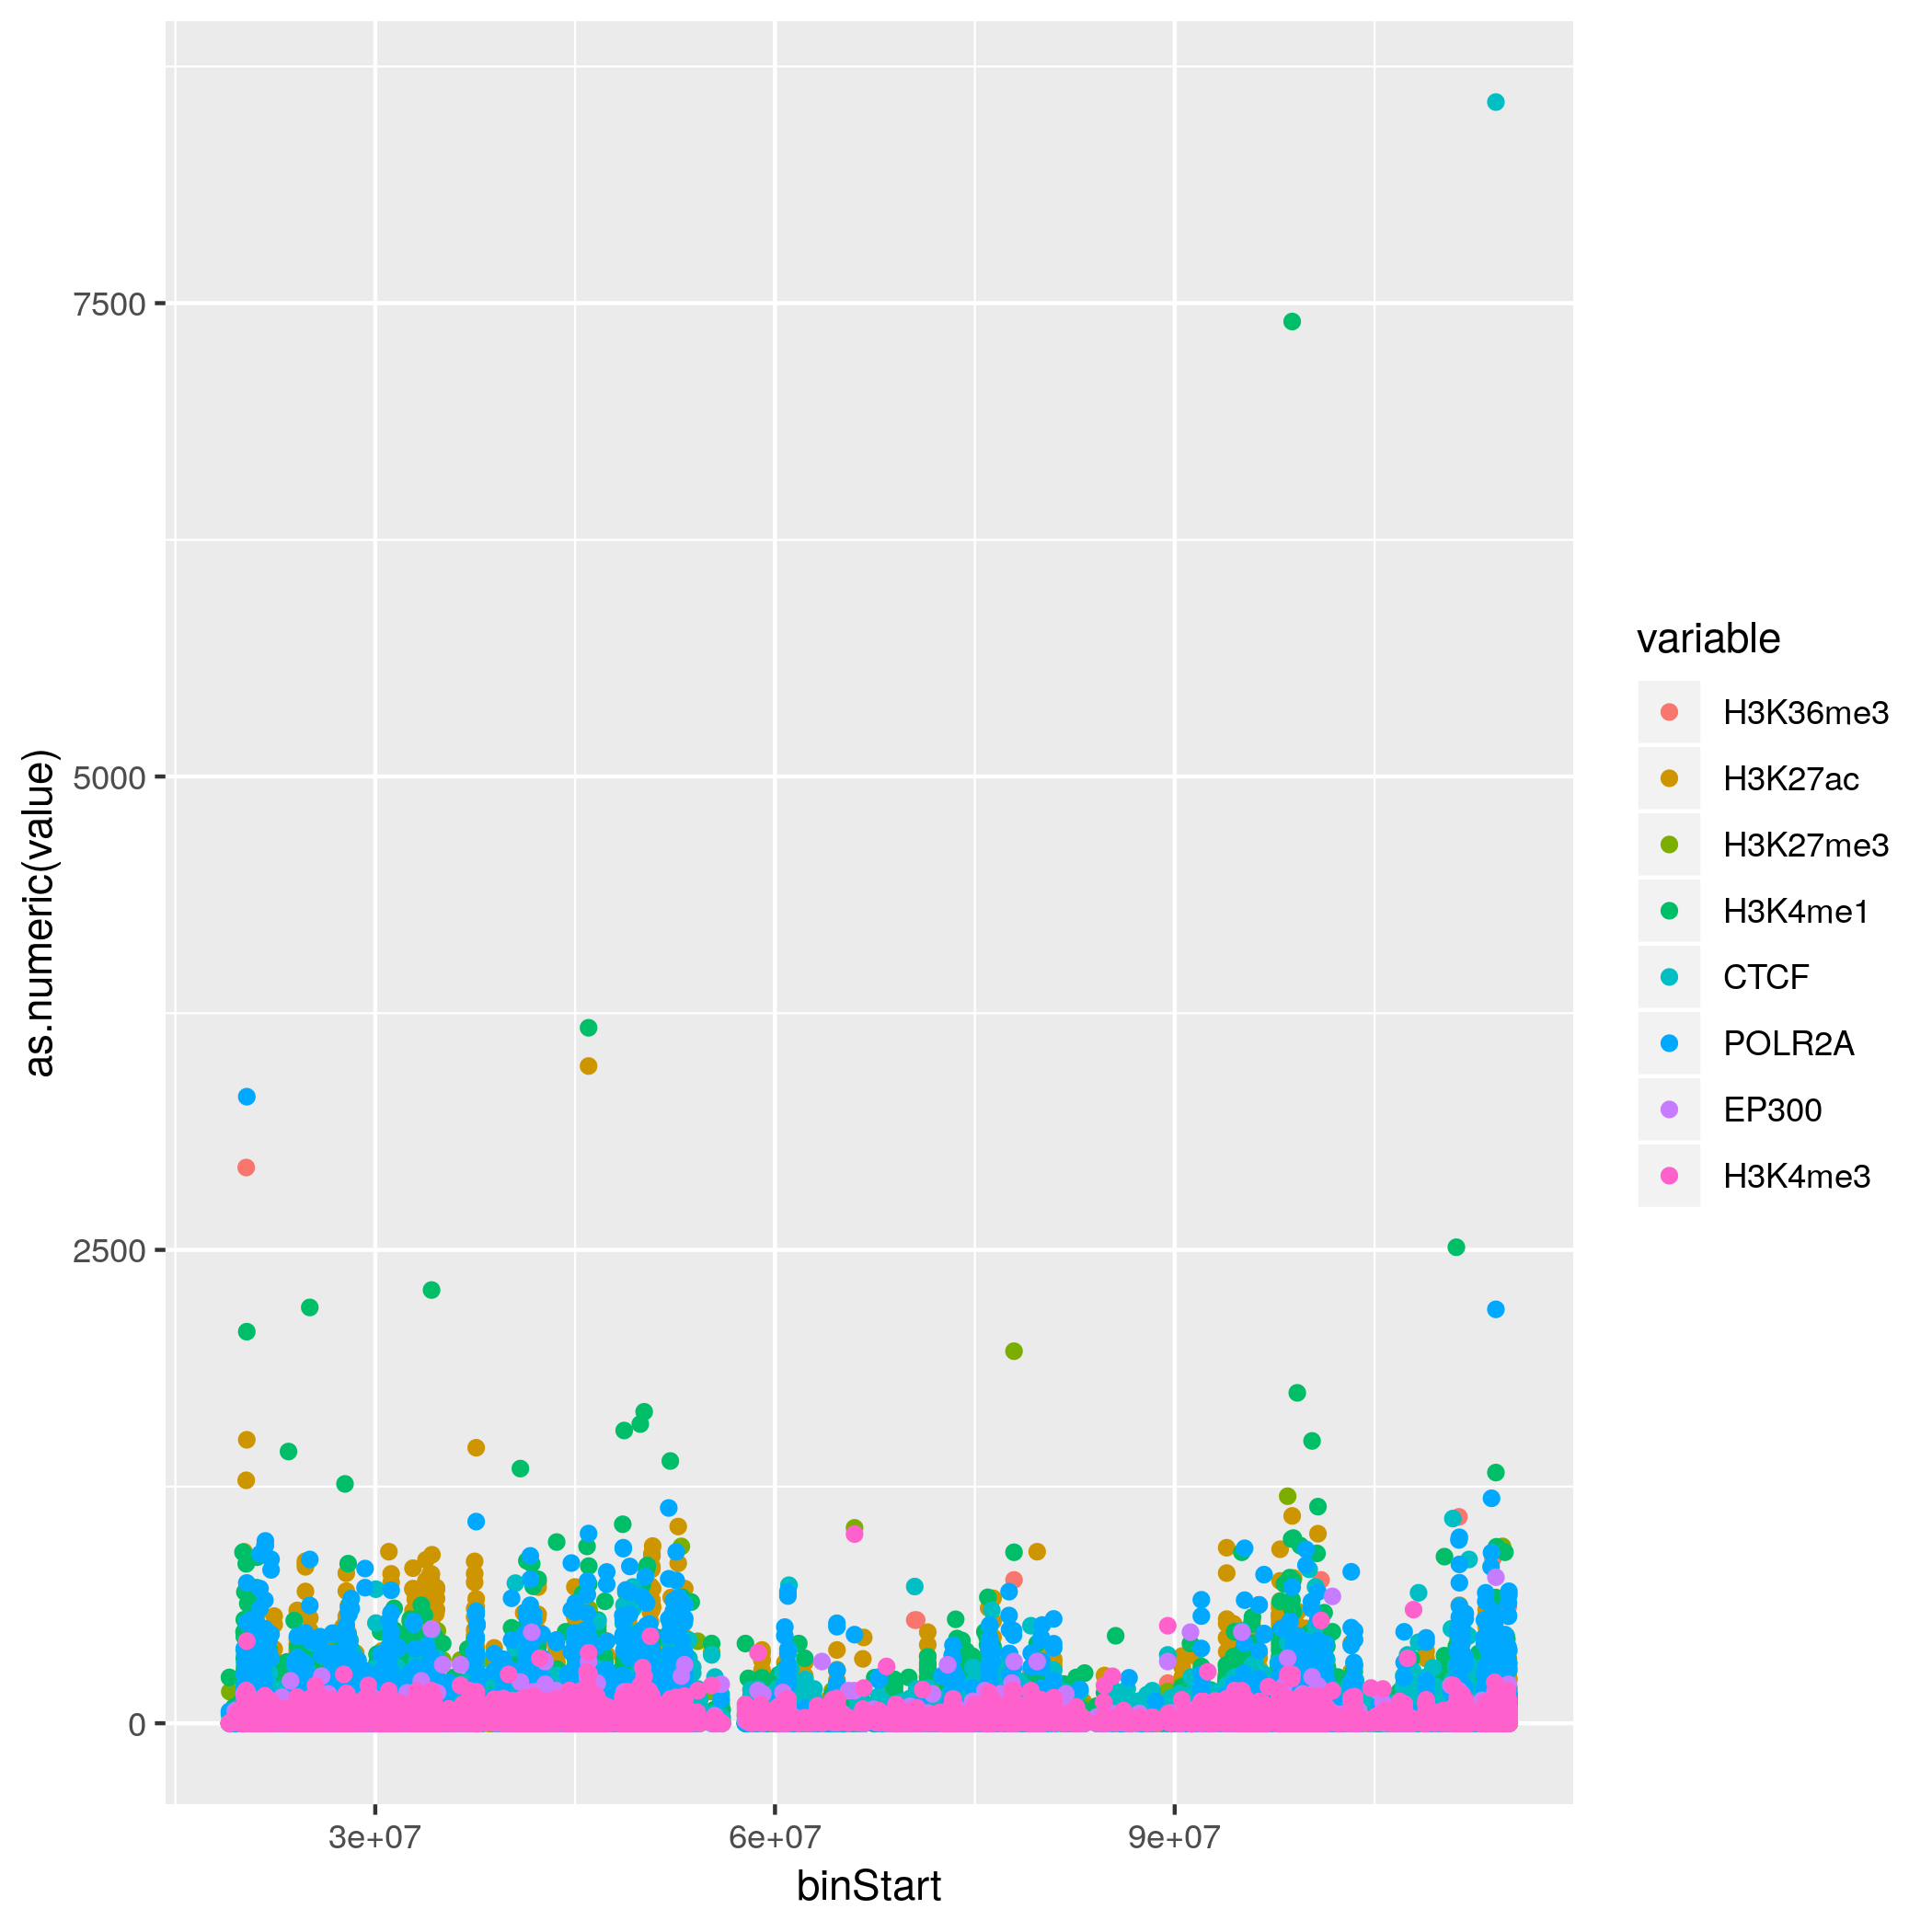 as.numeric(value)
7500
5000
2500
0
3e+07
6e+07
9e+07
binStart
variable
H3K36me3
H3K27ac
H3K27me3
H3K4me1
CTCF
POLR2A
EP300
H3K4me3